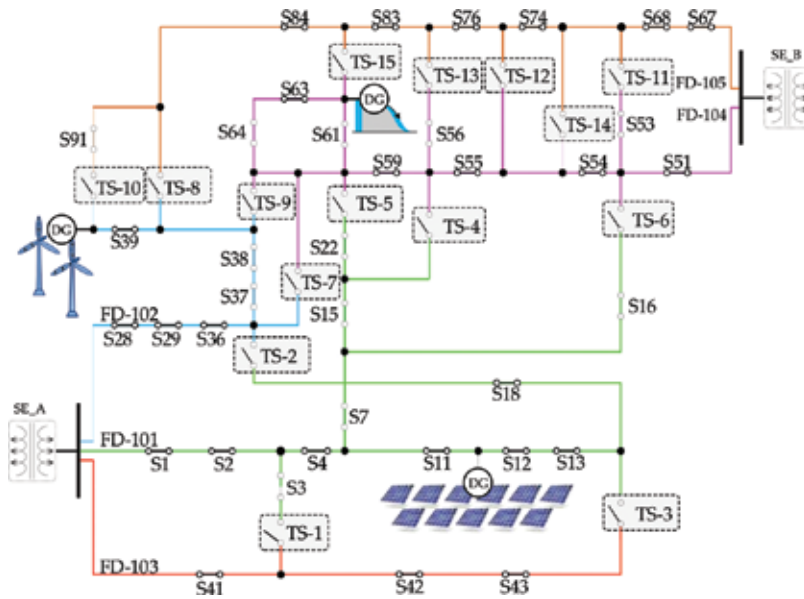 S84 S83 S76 S74 S68 S67
TS-15 TS-13 TS-12 TS-11 SE_B
FD-105
S63 DG
FD-104
S64 S61 S56 TS-14 S53
S91
S59 S55 S54 S51
TS-10 TS-8
TS-9 TS-5 TS-4 TS-6
DG
S39
S38 S22
TS-7
S37
S15 S16
FD-102
S28 S29 S36
TS-2
S18
SE_A
S7
FD-101
S1 S2 S4 S11 S12 S13
S3 DG
TS-1 TS-3
FD-103
S41 S42 S43